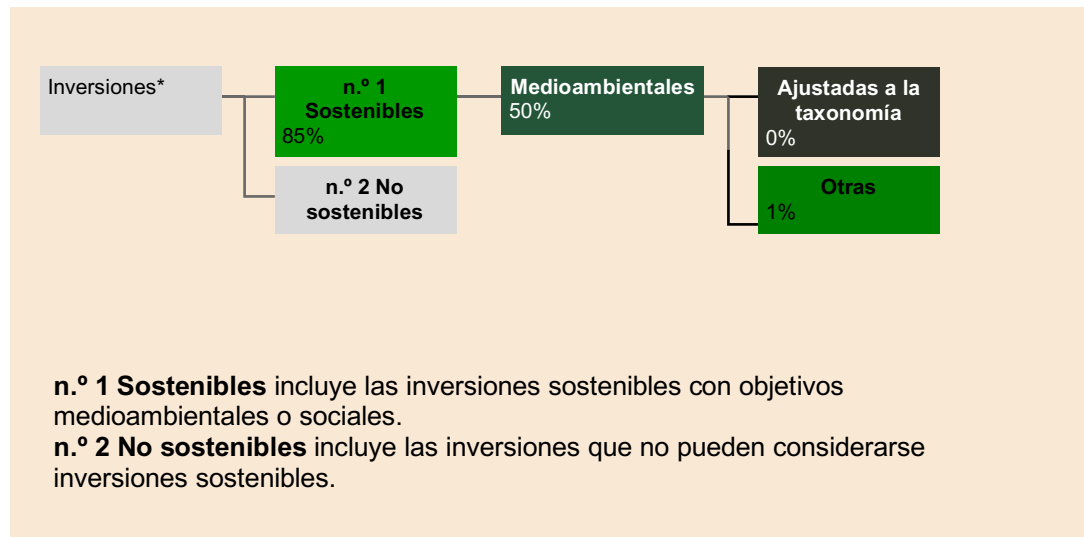 Inversiones*
n.º 1
Sostenibles
85%
Medioambientales
50%
Ajustadas a la
taxonomía
0%
n.º 2 No
sostenibles
Otras
1%
n.º 1 Sostenibles incluye las inversiones sostenibles con objetivos
medioambientales o sociales.
n.º 2 No sostenibles incluye las inversiones que no pueden considerarse
inversiones sostenibles.